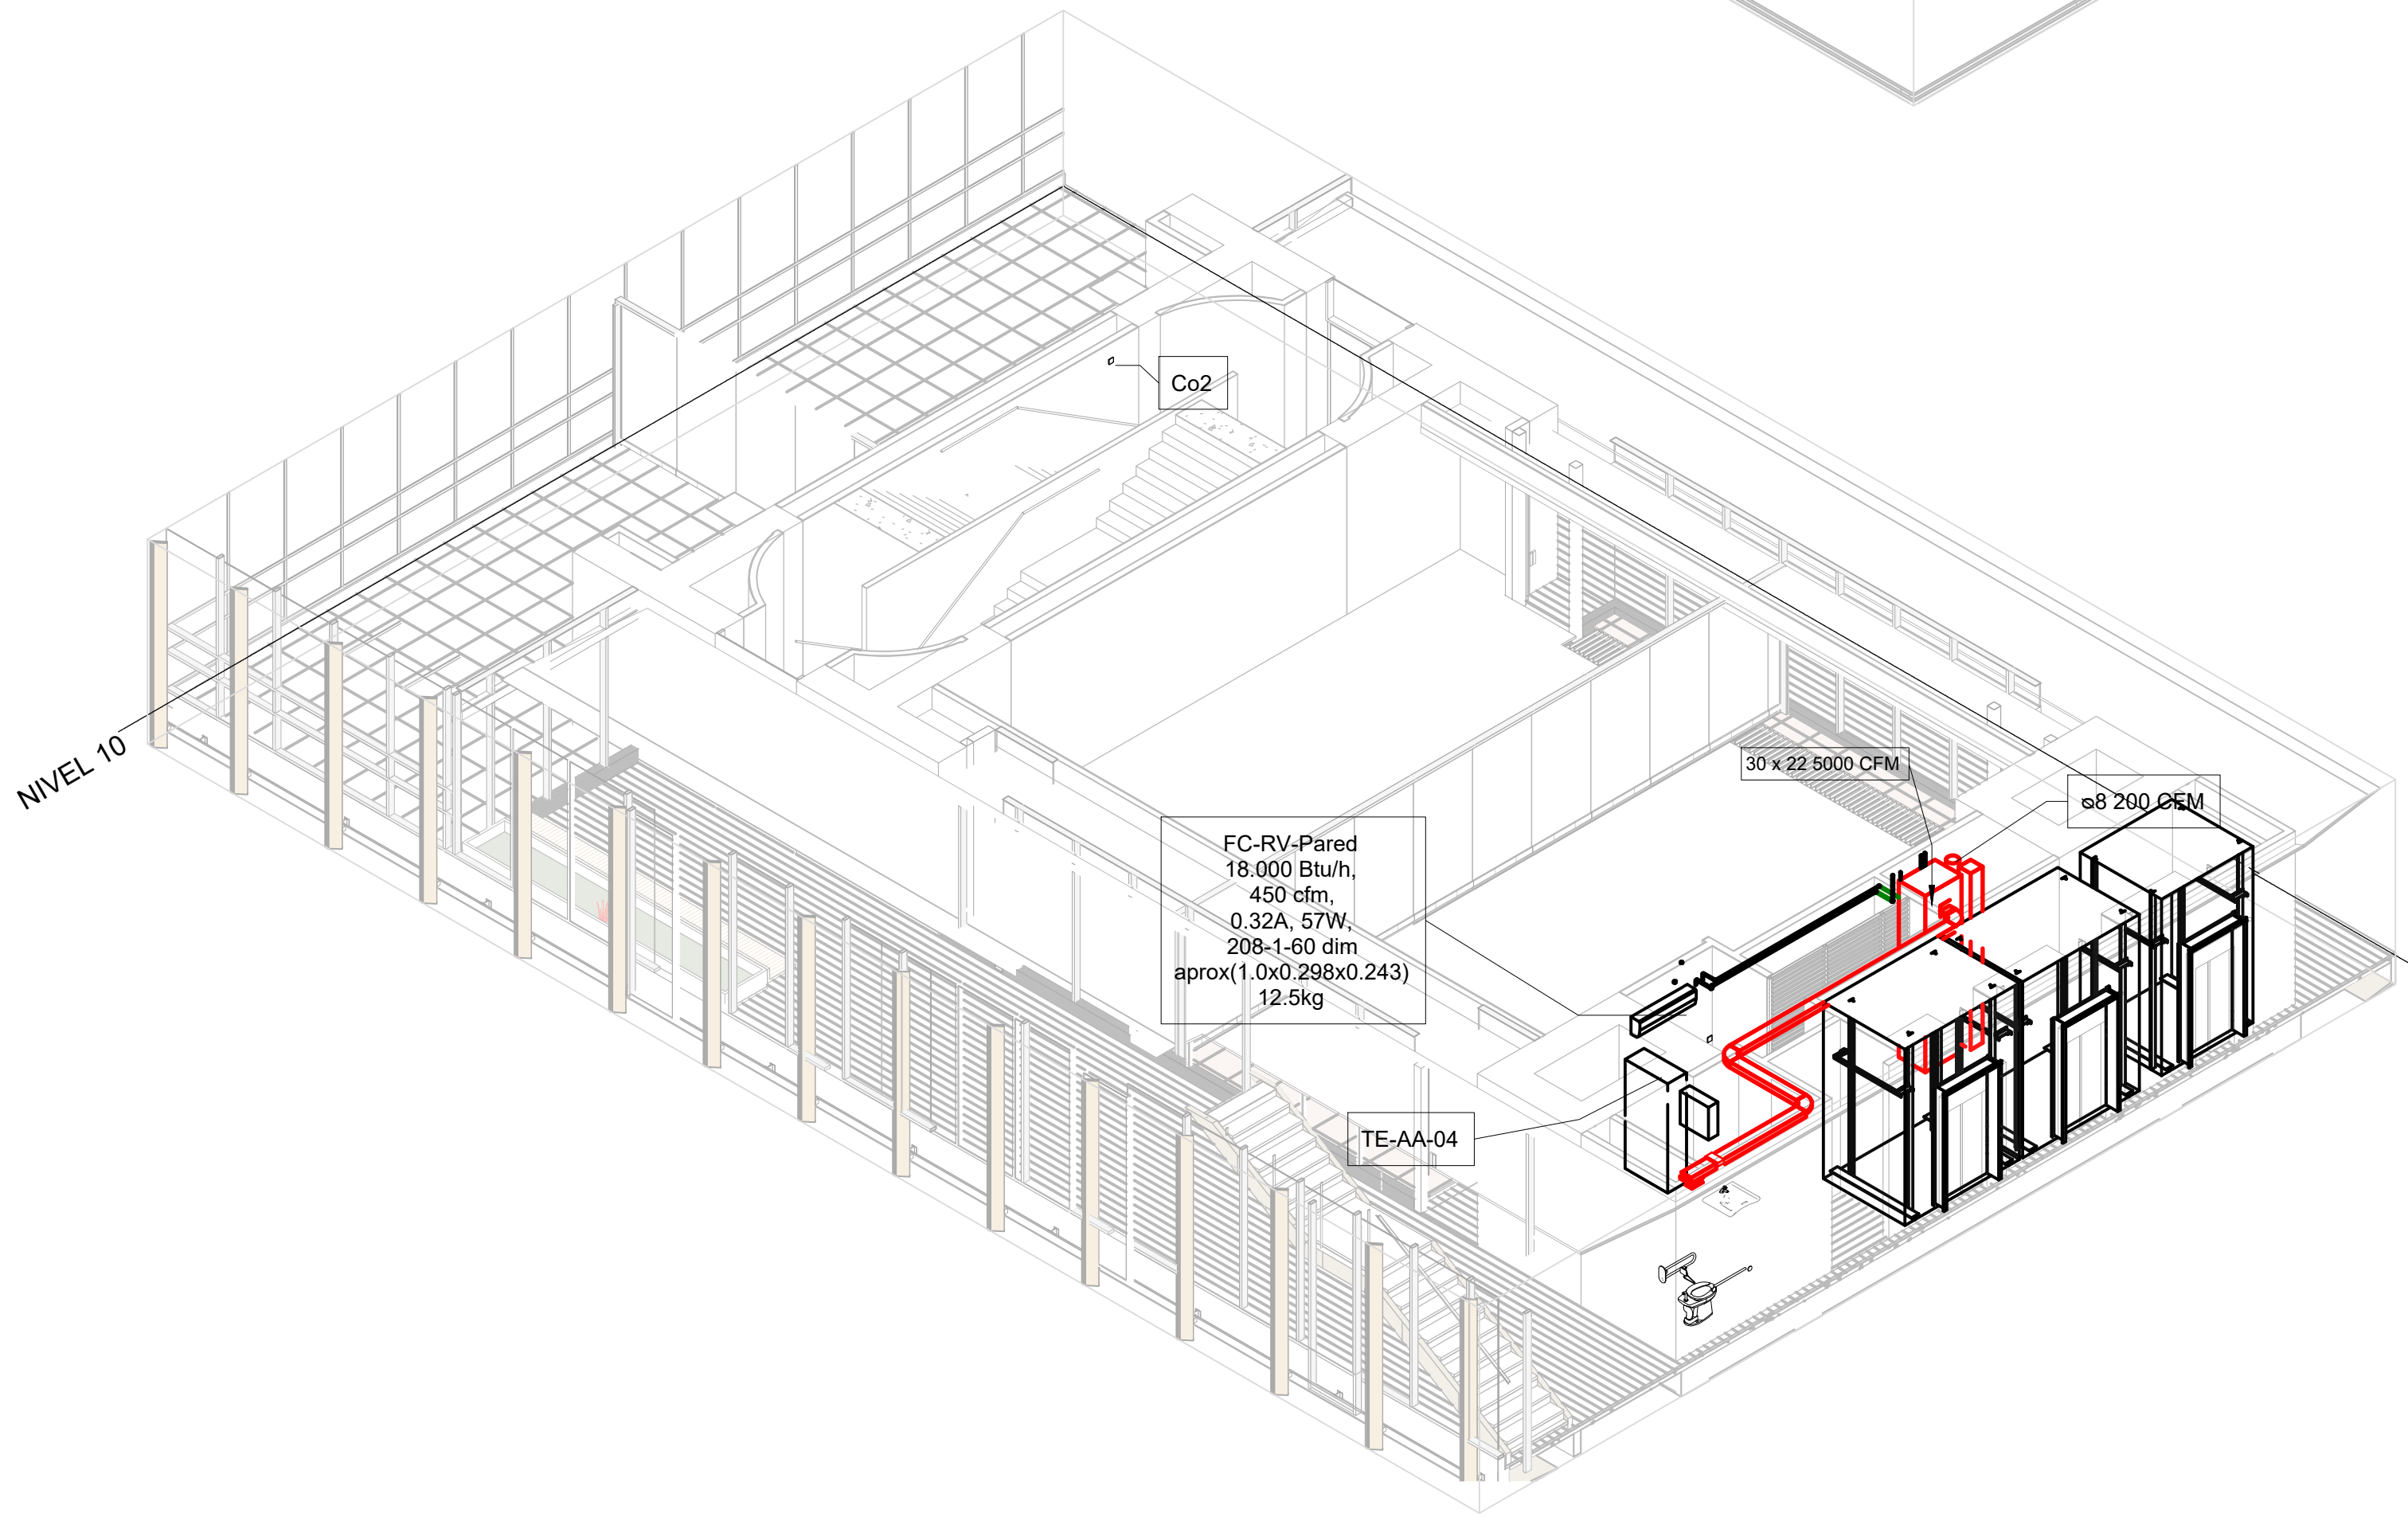 Co2
NIVEL 10
30 x 22 5000 CFM
ø8 200 CFM
FC-RV-Pared
18.000 Btu/h,
450 cfm,
0.32A, 57W,
208-1-60 dim
aprox(1.0x0.298x0.243)
12.5kg
TE-AA-04